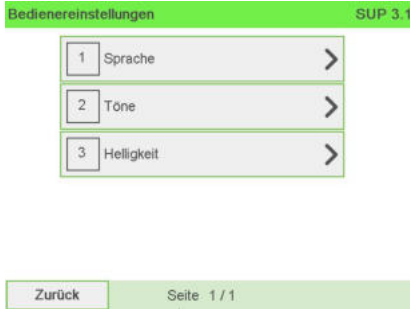 Bedienereinstellungen SUP 3.1
1 Sprache
2 Töne
3 Helligkeit
Zurück Seite 1 / 1